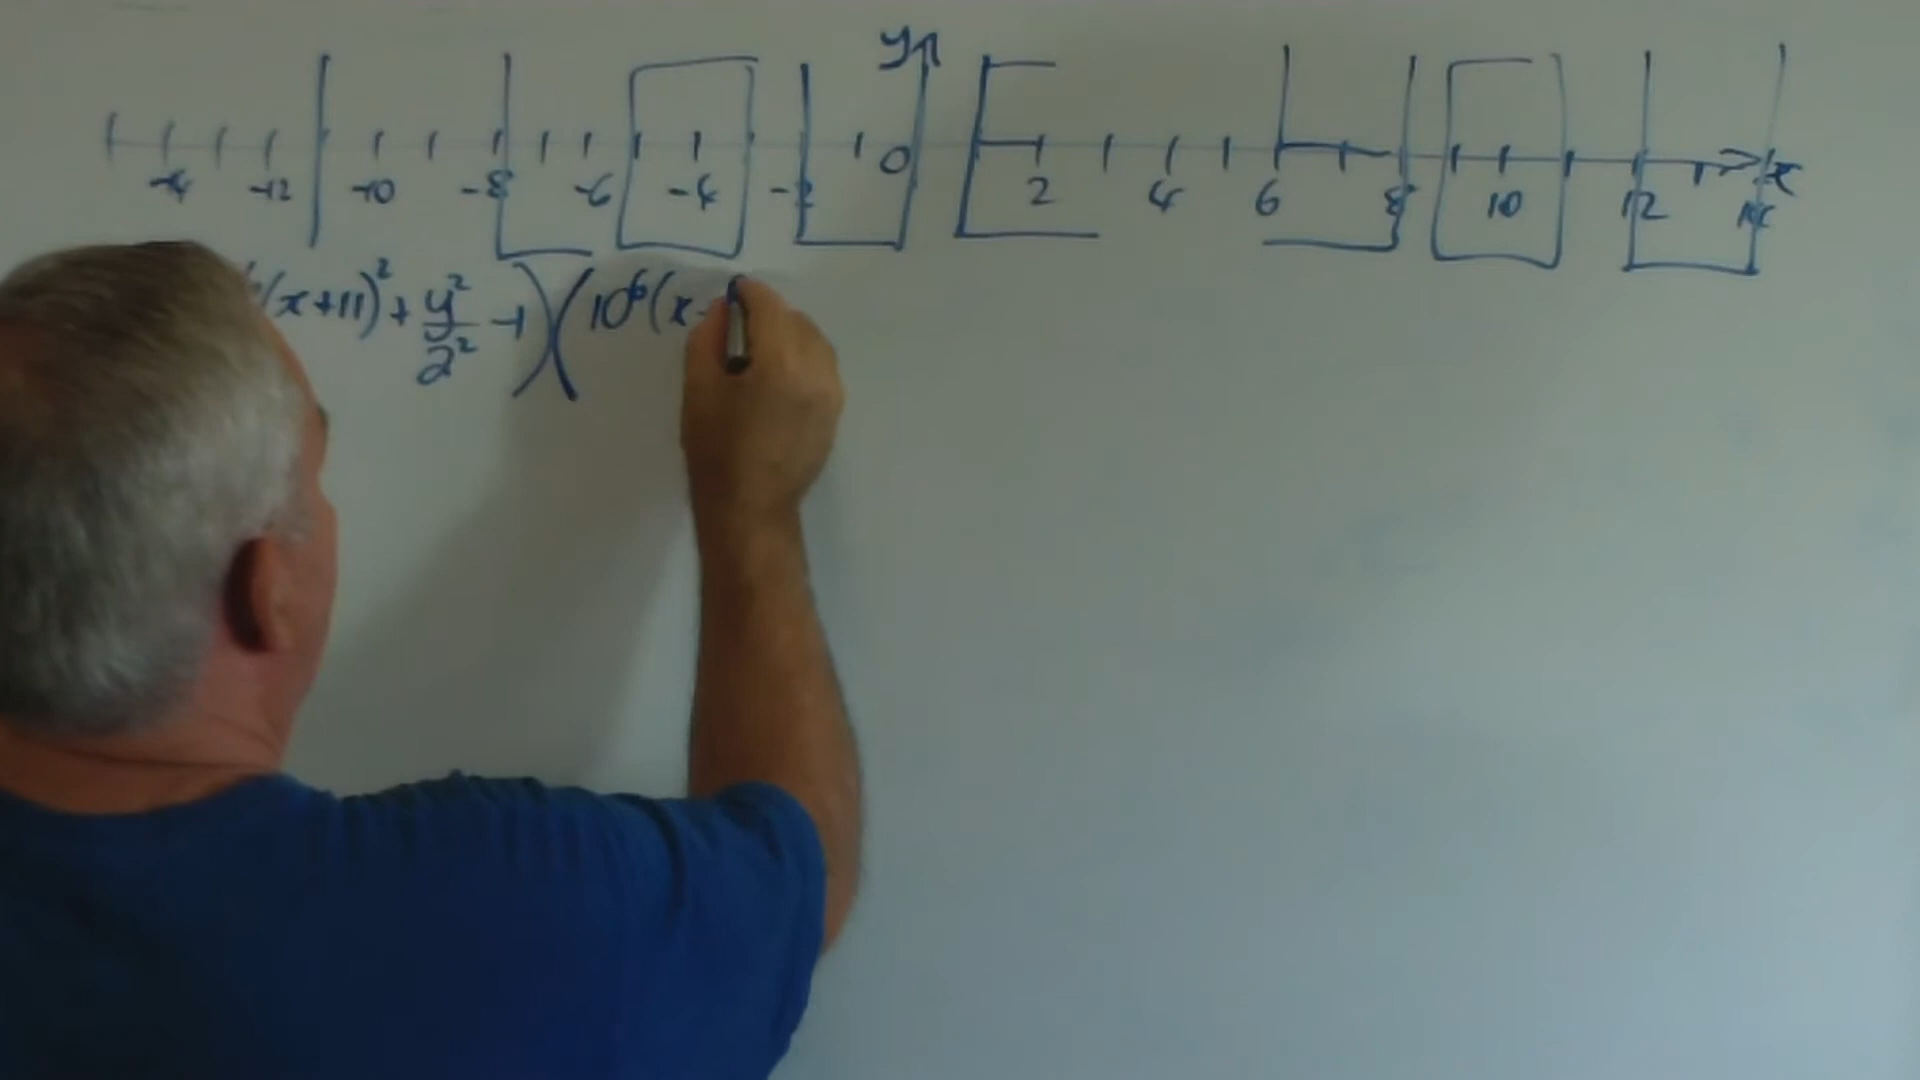 y
0
-4 -12 -10 -8 -6 -4 -2 2 4 6 8 10 12 14 x
(x+11)² + y²/2² -1)(10⁶(x-